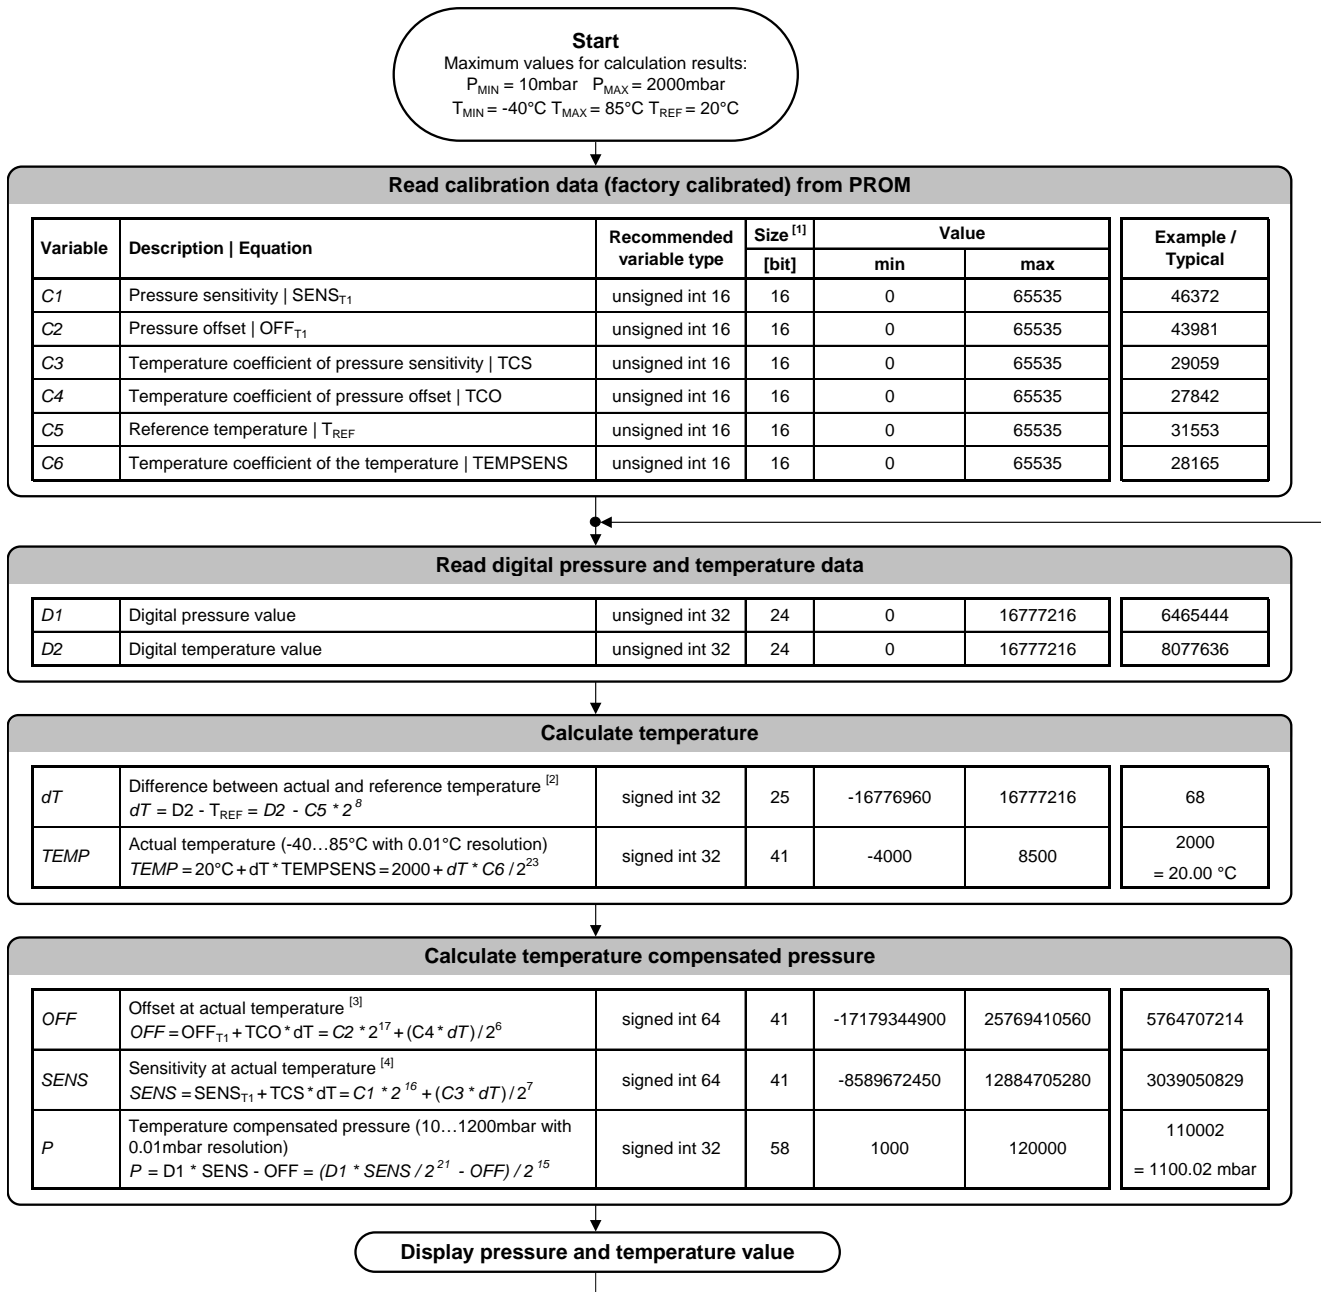 Start
Maximum values for calculation results:
P_MIN = 10mbar P_MAX = 2000mbar
T_MIN = -40°C T_MAX = 85°C T_REF = 20°C
Read calibration data (factory calibrated) from PROM
Variable | Description | Equation | Recommended variable type | Size [1] [bit] | Value min | max | Example / Typical
C1 Pressure sensitivity | SENS_T1 unsigned int 16 16 0 65535 46372
C2 Pressure offset | OFF_T1 unsigned int 16 16 0 65535 43981
C3 Temperature coefficient of pressure sensitivity | TCS unsigned int 16 16 0 65535 29059
C4 Temperature coefficient of pressure offset | TCO unsigned int 16 16 0 65535 27842
C5 Reference temperature | T_REF unsigned int 16 16 0 65535 31553
C6 Temperature coefficient of the temperature | TEMPSENS unsigned int 16 16 0 65535 28165
Read digital pressure and temperature data
D1 Digital pressure value unsigned int 32 24 0 16777216 6465444
D2 Digital temperature value unsigned int 32 24 0 16777216 8077636
Calculate temperature
dT Difference between actual and reference temperature [2]
dT = D2 - T_REF = D2 - C5 * 2^8
signed int 32 25 -16776960 16777216 68
TEMP Actual temperature (-40…85°C with 0.01°C resolution)
TEMP = 20°C + dT * TEMPSENS = 2000 + dT * C6 / 2^23
signed int 32 41 -4000 8500 2000
= 20.00 °C
Calculate temperature compensated pressure
OFF Offset at actual temperature [3]
OFF = OFF_T1 + TCO * dT = C2 * 2^17 + (C4 * dT) / 2^6
signed int 64 41 -17179344900 25769410560 5764707214
SENS Sensitivity at actual temperature [4]
SENS = SENS_T1 + TCS * dT = C1 * 2^16 + (C3 * dT) / 2^7
signed int 64 41 -8589672450 12884705280 3039050829
P Temperature compensated pressure (10…1200mbar with
0.01mbar resolution)
P = D1 * SENS - OFF = (D1 * SENS / 2^21 - OFF) / 2^15
signed int 32 58 1000 120000 110002
= 1100.02 mbar
Display pressure and temperature value